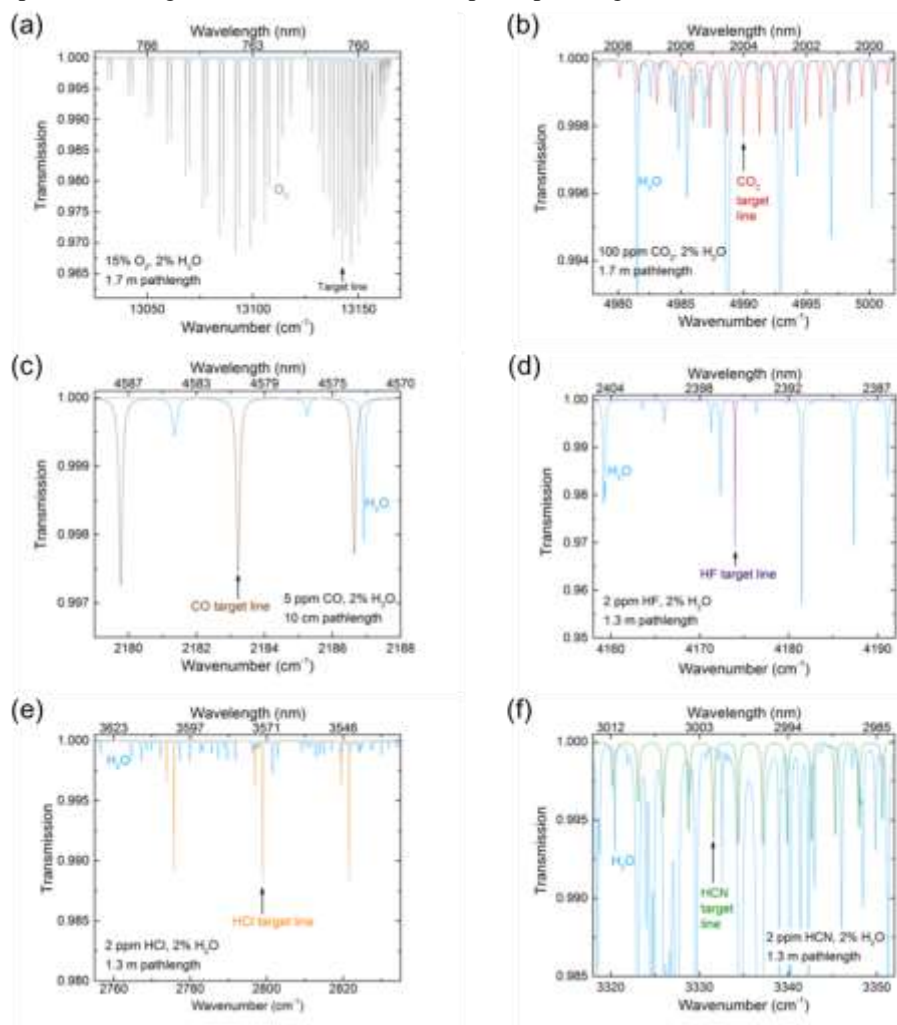 (a)
Wavelength (nm)
766 763 760
1.000
0.995
0.990
0.985
0.980
0.975
0.970
0.965
Transmission
O2
15% O2, 2% H2O
1.7 m pathlength
Target line
13050 13100 13150
Wavenumber (cm-1)
(b)
Wavelength (nm)
2008 2006 2004 2002 2000
1.000
0.998
0.996
0.994
Transmission
H2O
CO2
target
line
100 ppm CO2, 2% H2O
1.7 m pathlength
4980 4985 4990 4995 5000
Wavenumber (cm-1)
(c)
Wavelength (nm)
4587 4583 4579 4575 4570
1.000
0.999
0.998
0.997
Transmission
H2O
CO target line
5 ppm CO, 2% H2O,
10 cm pathlength
2180 2182 2184 2186 2188
Wavenumber (cm-1)
(d)
Wavelength (nm)
2404 2398 2392 2387
1.00
0.99
0.98
0.97
0.96
0.95
Transmission
H2O
HF target line
2 ppm HF, 2% H2O
1.3 m pathlength
4160 4170 4181 4192
Wavenumber (cm-1)
(e)
Wavelength (nm)
3623 3597 3571 3546
1.000
0.995
0.990
0.985
0.980
Transmission
H2O
HCl target line
2 ppm HCl, 2% H2O
1.3 m pathlength
2760 2780 2800 2820
Wavenumber (cm-1)
(f)
Wavelength (nm)
3012 3003 2994 2985
1.000
0.995
0.990
0.985
Transmission
H2O
HCN
target
line
2 ppm HCN, 2% H2O
1.3 m pathlength
3320 3330 3340 3350
Wavenumber (cm-1)